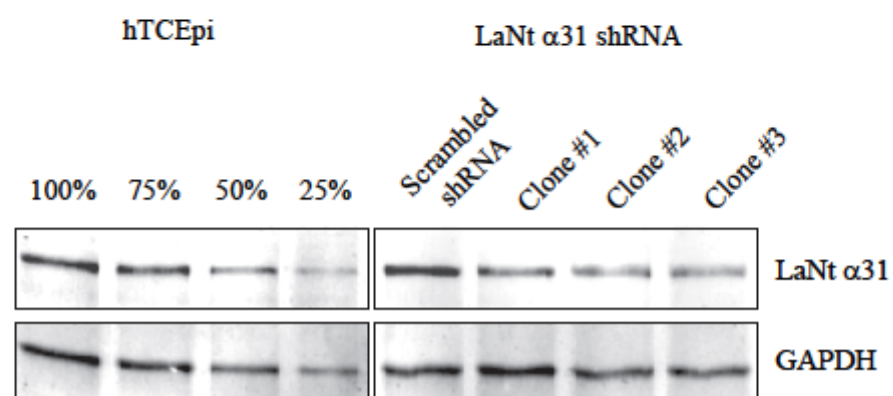 hTCEpi
LaNt α31 shRNA
100% 75% 50% 25%
Scrambled
shRNA
Clone #1
Clone #2
Clone #3
LaNt α31
GAPDH